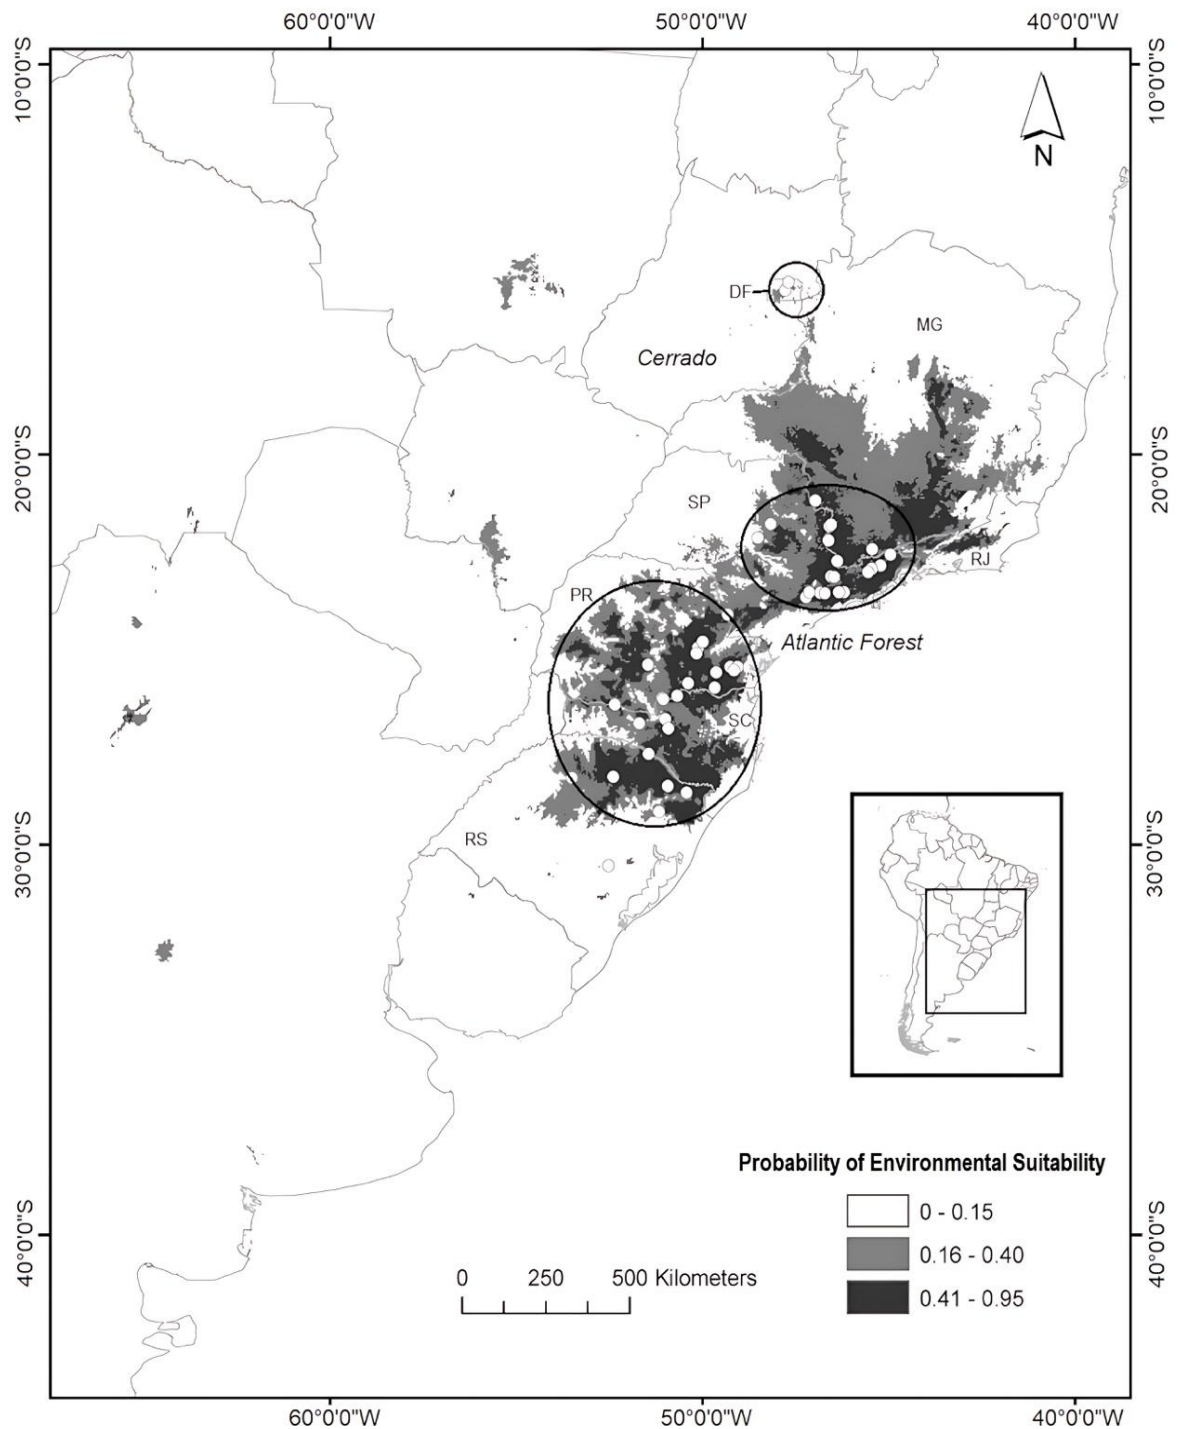 60°0'0"W 50°0'0"W 40°0'0"W
10°0'0"S 10°0'0"S
N
DF
MG
Cerrado
20°0'0"S 20°0'0"S
SP
RJ
PR
Atlantic Forest
SC
RS
30°0'0"S 30°0'0"S
Probability of Environmental Suitability
0 - 0.15
40°0'0"S 40°0'0"S
0.16 - 0.40
0 250 500 Kilometers
0.41 - 0.95
60°0'0"W 50°0'0"W 40°0'0"W